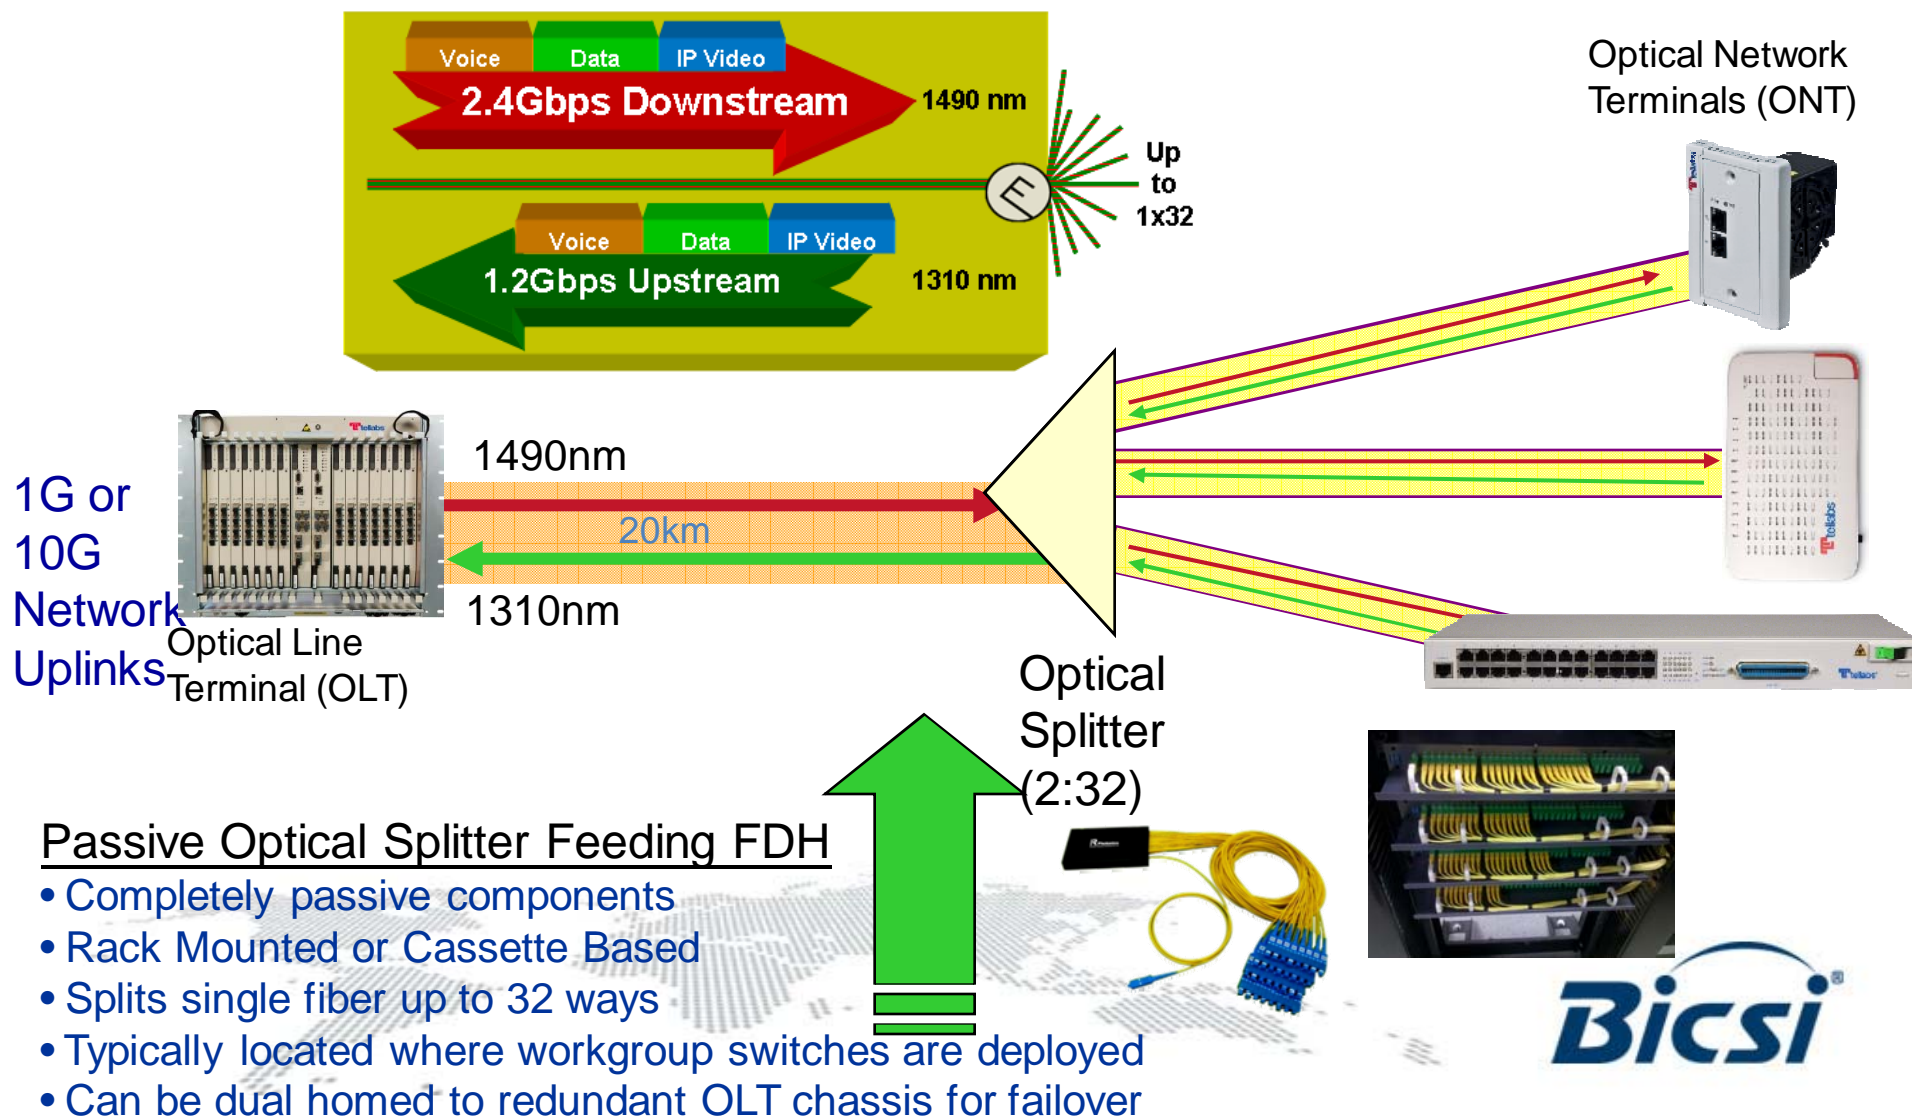 Voice Data IP Video
2.4Gbps Downstream
1490 nm
Up
to
1x32
Voice Data IP Video
1.2Gbps Upstream
1310 nm
Optical Network
Terminals (ONT)
1G or
10G
Network
Uplinks
tellabs
Optical Line
Terminal (OLT)
1490nm
20km
1310nm
Optical
Splitter
(2:32)
tellabs
tellabs
Passive Optical Splitter Feeding FDH
• Completely passive components
• Rack Mounted or Cassette Based
• Splits single fiber up to 32 ways
• Typically located where workgroup switches are deployed
• Can be dual homed to redundant OLT chassis for failover
Bicsi®